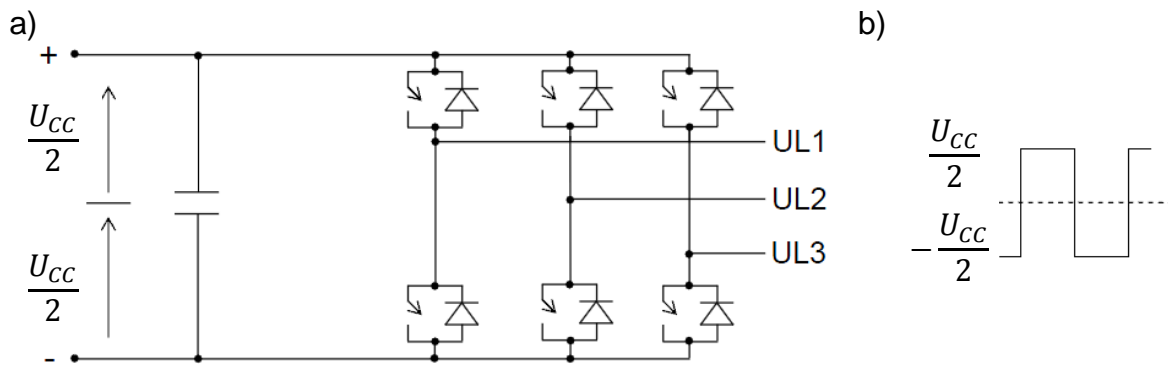 a)
b)
+
U_CC/2
UL1
U_CC/2
UL2
UL3
-U_CC/2
U_CC/2
-